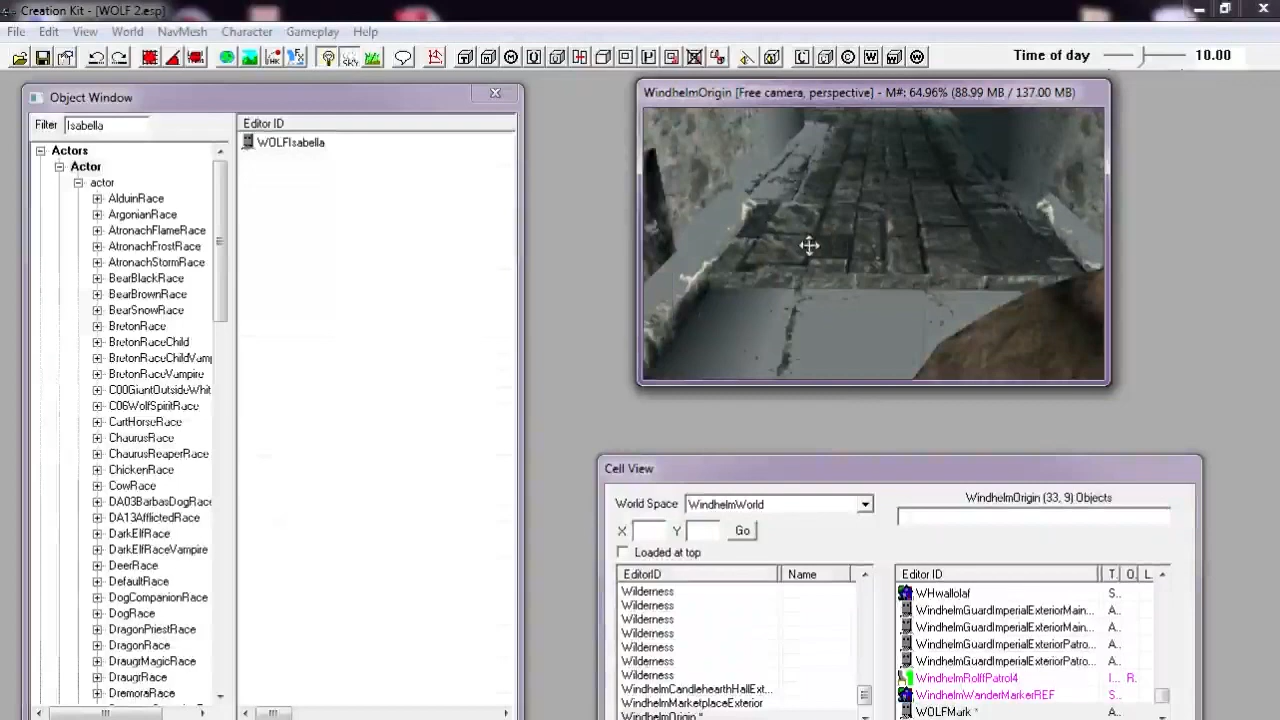 Creation Kit - [WOLF 2.esp]
File Edit View World NavMesh Character Gameplay Help
Time of day 10.00
Object Window
Filter Isabella
Actors
Actor
actor
AlduinRace
ArgonianRace
AtronachFlameRace
AtronachFrostRace
AtronachStormRace
BearBlackRace
BearBrownRace
BearSnowRace
BretonRace
BretonRaceChild
BretonRaceChildVamp
BretonRaceVampire
C00GiantOutsideWhit
C06WolfSpiritRace
CartHorseRace
ChaurusRace
ChaurusReaperRace
ChickenRace
CowRace
DA03BarbasDogRace
DA13AfflictedRace
DarkElfRace
DarkElfRaceVampire
DeerRace
DefaultRace
DogCompanionRace
DogRace
DragonPriestRace
DragonRace
DraugrMagicRace
DraugrRace
DremoraRace
Editor ID
WOLFIsabella
WindhelmOrigin [Free camera, perspective] - M#: 64.96% (88.99 MB / 137.00 MB)
Cell View
World Space WindhelmWorld
X Y Go
Loaded at top
EditorID Name
Wilderness
Wilderness
Wilderness
Wilderness
Wilderness
Wilderness
Wilderness
WindhelmCandlehearthHallExt...
WindhelmMarketplaceExterior
WindhelmOrigin *
WindhelmOrigin (33, 9) Objects
Editor ID T.. O.. L..
WHwallolaf S..
WindhelmGuardImperialExteriorMain... A..
WindhelmGuardImperialExteriorMain... A..
WindhelmGuardImperialExteriorPatro... A..
WindhelmGuardImperialExteriorPatro... A..
WindhelmRolffPatrol4 I... R..
WindhelmWanderMarkerREF S..
WOLFMark * A..